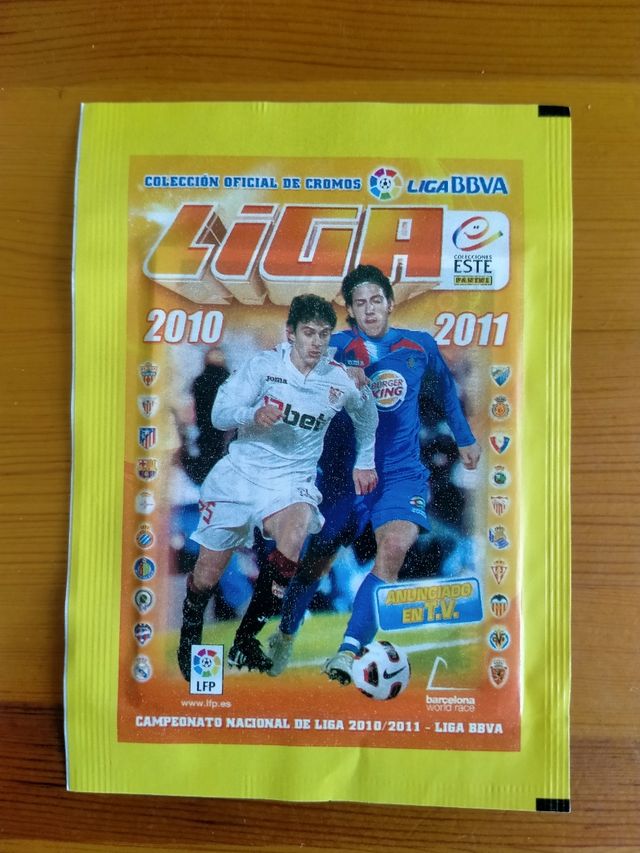 COLECCIÓN OFICIAL DE CROMOS
LIGA BBVA
LiGA
COLECCIONES
ESTE
PANINI
2010
2011
Joma
12bet
BURGER
KING
ANUNCIADO
EN T.V.
LFP
www.lfp.es
barcelona
world race
CAMPEONATO NACIONAL DE LIGA 2010/2011 - LIGA BBVA